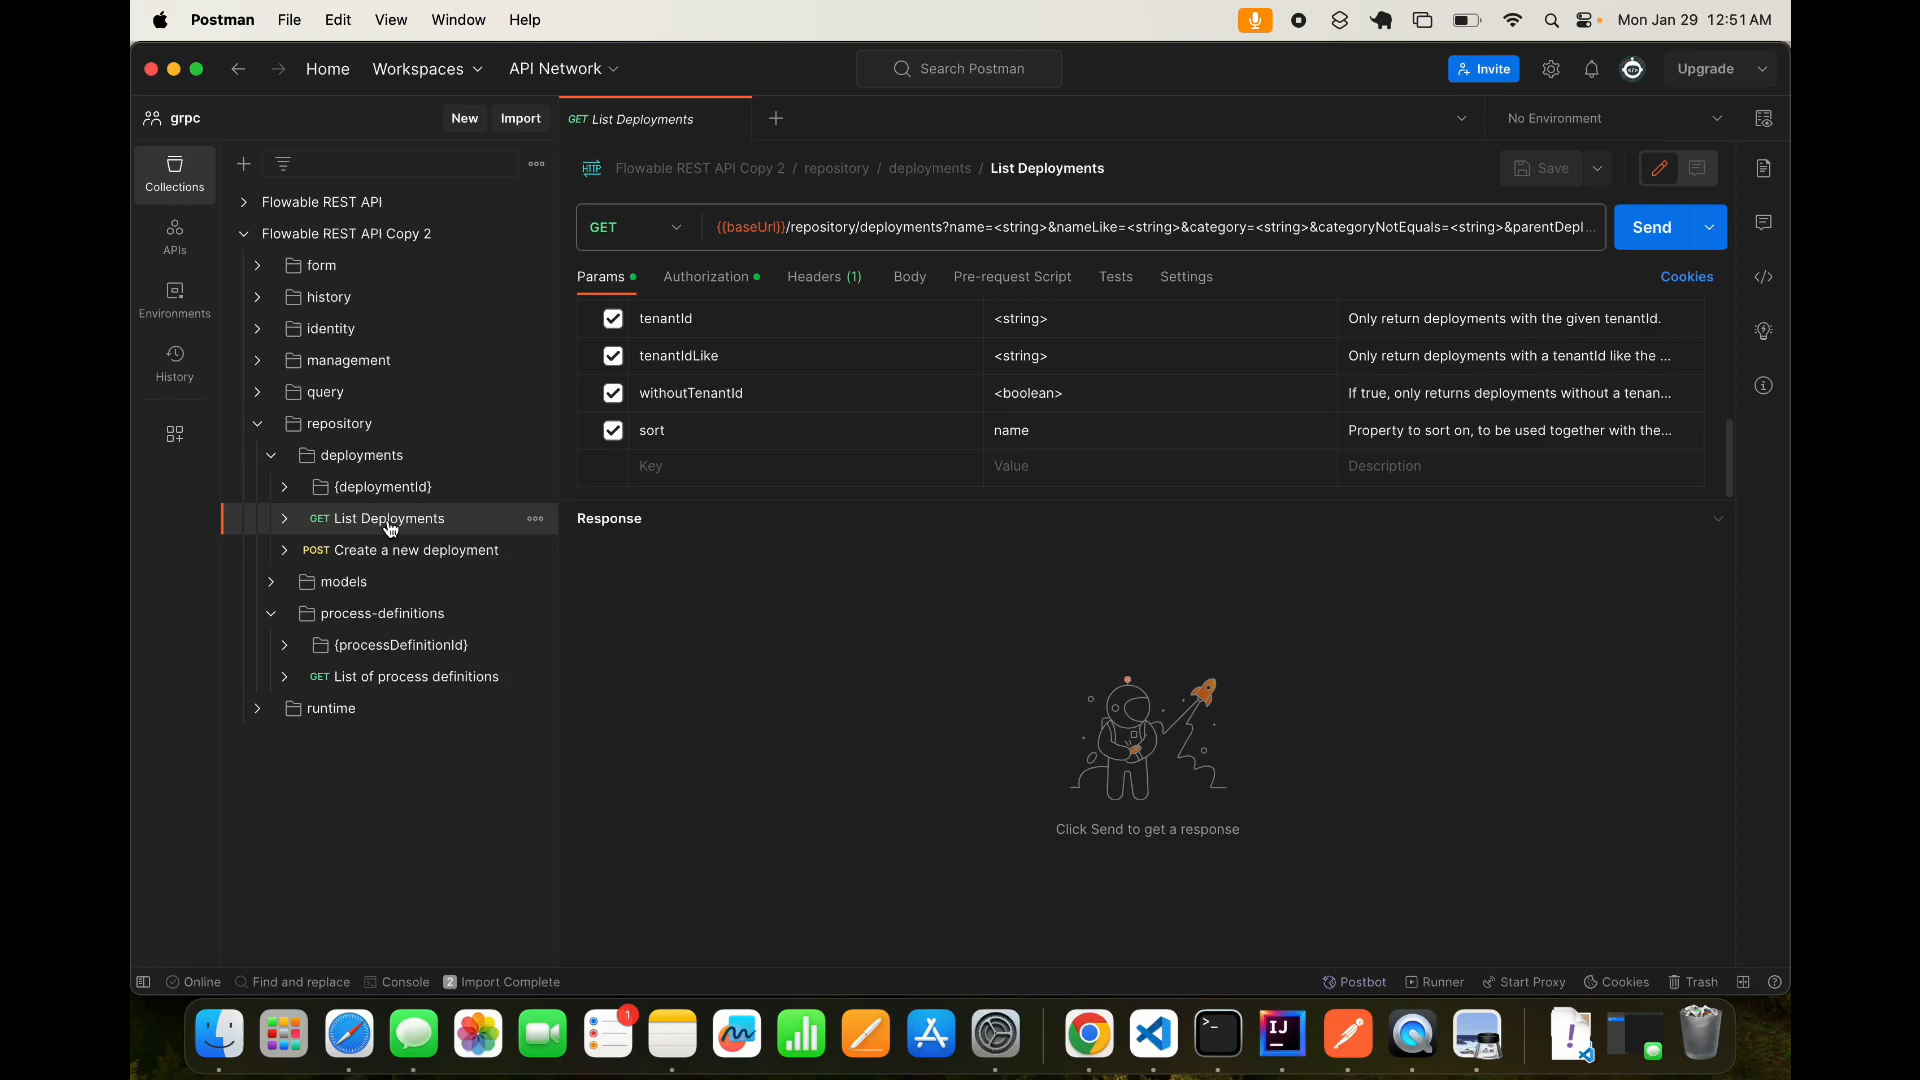 Postman File Edit View Window Help
Mon Jan 29 12:51 AM
Home Workspaces API Network
Search Postman
Invite
Upgrade
grpc
New Import
GET List Deployments
No Environment
Collections
APIs
Environments
History
Flowable REST API
Flowable REST API Copy 2
form
history
identity
management
query
repository
deployments
{deploymentId}
GET List Deployments
POST Create a new deployment
models
process-definitions
{processDefinitionId}
GET List of process definitions
runtime
HTTP Flowable REST API Copy 2 / repository / deployments / List Deployments
Save
GET {{baseUrl}}/repository/deployments?name=<string>&nameLike=<string>&category=<string>&categoryNotEquals=<string>&parentDepl...
Send
Params Authorization Headers (1) Body Pre-request Script Tests Settings
Cookies
tenantId <string> Only return deployments with the given tenantId.
tenantIdLike <string> Only return deployments with a tenantId like the ...
withoutTenantId <boolean> If true, only returns deployments without a tenan...
sort name Property to sort on, to be used together with the...
Key Value Description
Response
Click Send to get a response
Online Find and replace Console 2 Import Complete
Postbot Runner Start Proxy Cookies Trash
1
IJ